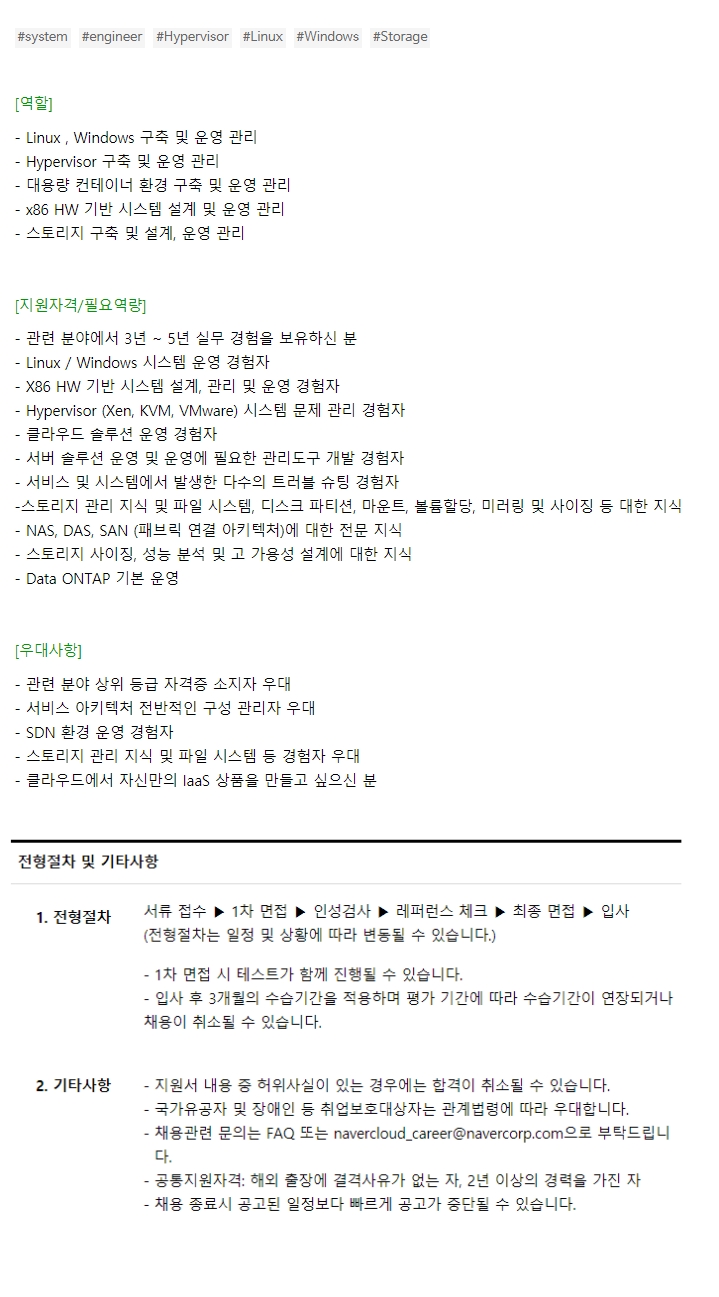 #system #engineer #Hypervisor #Linux #Windows #Storage
[역할]
- Linux , Windows 구축 및 운영 관리
- Hypervisor 구축 및 운영 관리
- 대용량 컨테이너 환경 구축 및 운영 관리
- x86 HW 기반 시스템 설계 및 운영 관리
- 스토리지 구축 및 설계, 운영 관리
[지원자격/필요역량]
- 관련 분야에서 3년 ~ 5년 실무 경험을 보유하신 분
- Linux / Windows 시스템 운영 경험자
- X86 HW 기반 시스템 설계, 관리 및 운영 경험자
- Hypervisor (Xen, KVM, VMware) 시스템 문제 관리 경험자
- 클라우드 솔루션 운영 경험자
- 서버 솔루션 운영 및 운영에 필요한 관리도구 개발 경험자
- 서비스 및 시스템에서 발생한 다수의 트러블 슈팅 경험자
-스토리지 관리 지식 및 파일 시스템, 디스크 파티션, 마운트, 볼륨할당, 미러링 및 사이징 등 대한 지식
- NAS, DAS, SAN (패브릭 연결 아키텍처)에 대한 전문 지식
- 스토리지 사이징, 성능 분석 및 고 가용성 설계에 대한 지식
- Data ONTAP 기본 운영
[우대사항]
- 관련 분야 상위 등급 자격증 소지자 우대
- 서비스 아키텍처 전반적인 구성 관리자 우대
- SDN 환경 운영 경험자
- 스토리지 관리 지식 및 파일 시스템 등 경험자 우대
- 클라우드에서 자신만의 IaaS 상품을 만들고 싶으신 분
전형절차 및 기타사항
1. 전형절차 서류 접수 ▶ 1차 면접 ▶ 인성검사 ▶ 레퍼런스 체크 ▶ 최종 면접 ▶ 입사
(전형절차는 일정 및 상황에 따라 변동될 수 있습니다.)
- 1차 면접 시 테스트가 함께 진행될 수 있습니다.
- 입사 후 3개월의 수습기간을 적용하며 평가 기간에 따라 수습기간이 연장되거나
채용이 취소될 수 있습니다.
2. 기타사항 - 지원서 내용 중 허위사실이 있는 경우에는 합격이 취소될 수 있습니다.
- 국가유공자 및 장애인 등 취업보호대상자는 관계법령에 따라 우대합니다.
- 채용관련 문의는 FAQ 또는 navercloud_career@navercorp.com으로 부탁드립니
다.
- 공통지원자격: 해외 출장에 결격사유가 없는 자, 2년 이상의 경력을 가진 자
- 채용 종료시 공고된 일정보다 빠르게 공고가 중단될 수 있습니다.